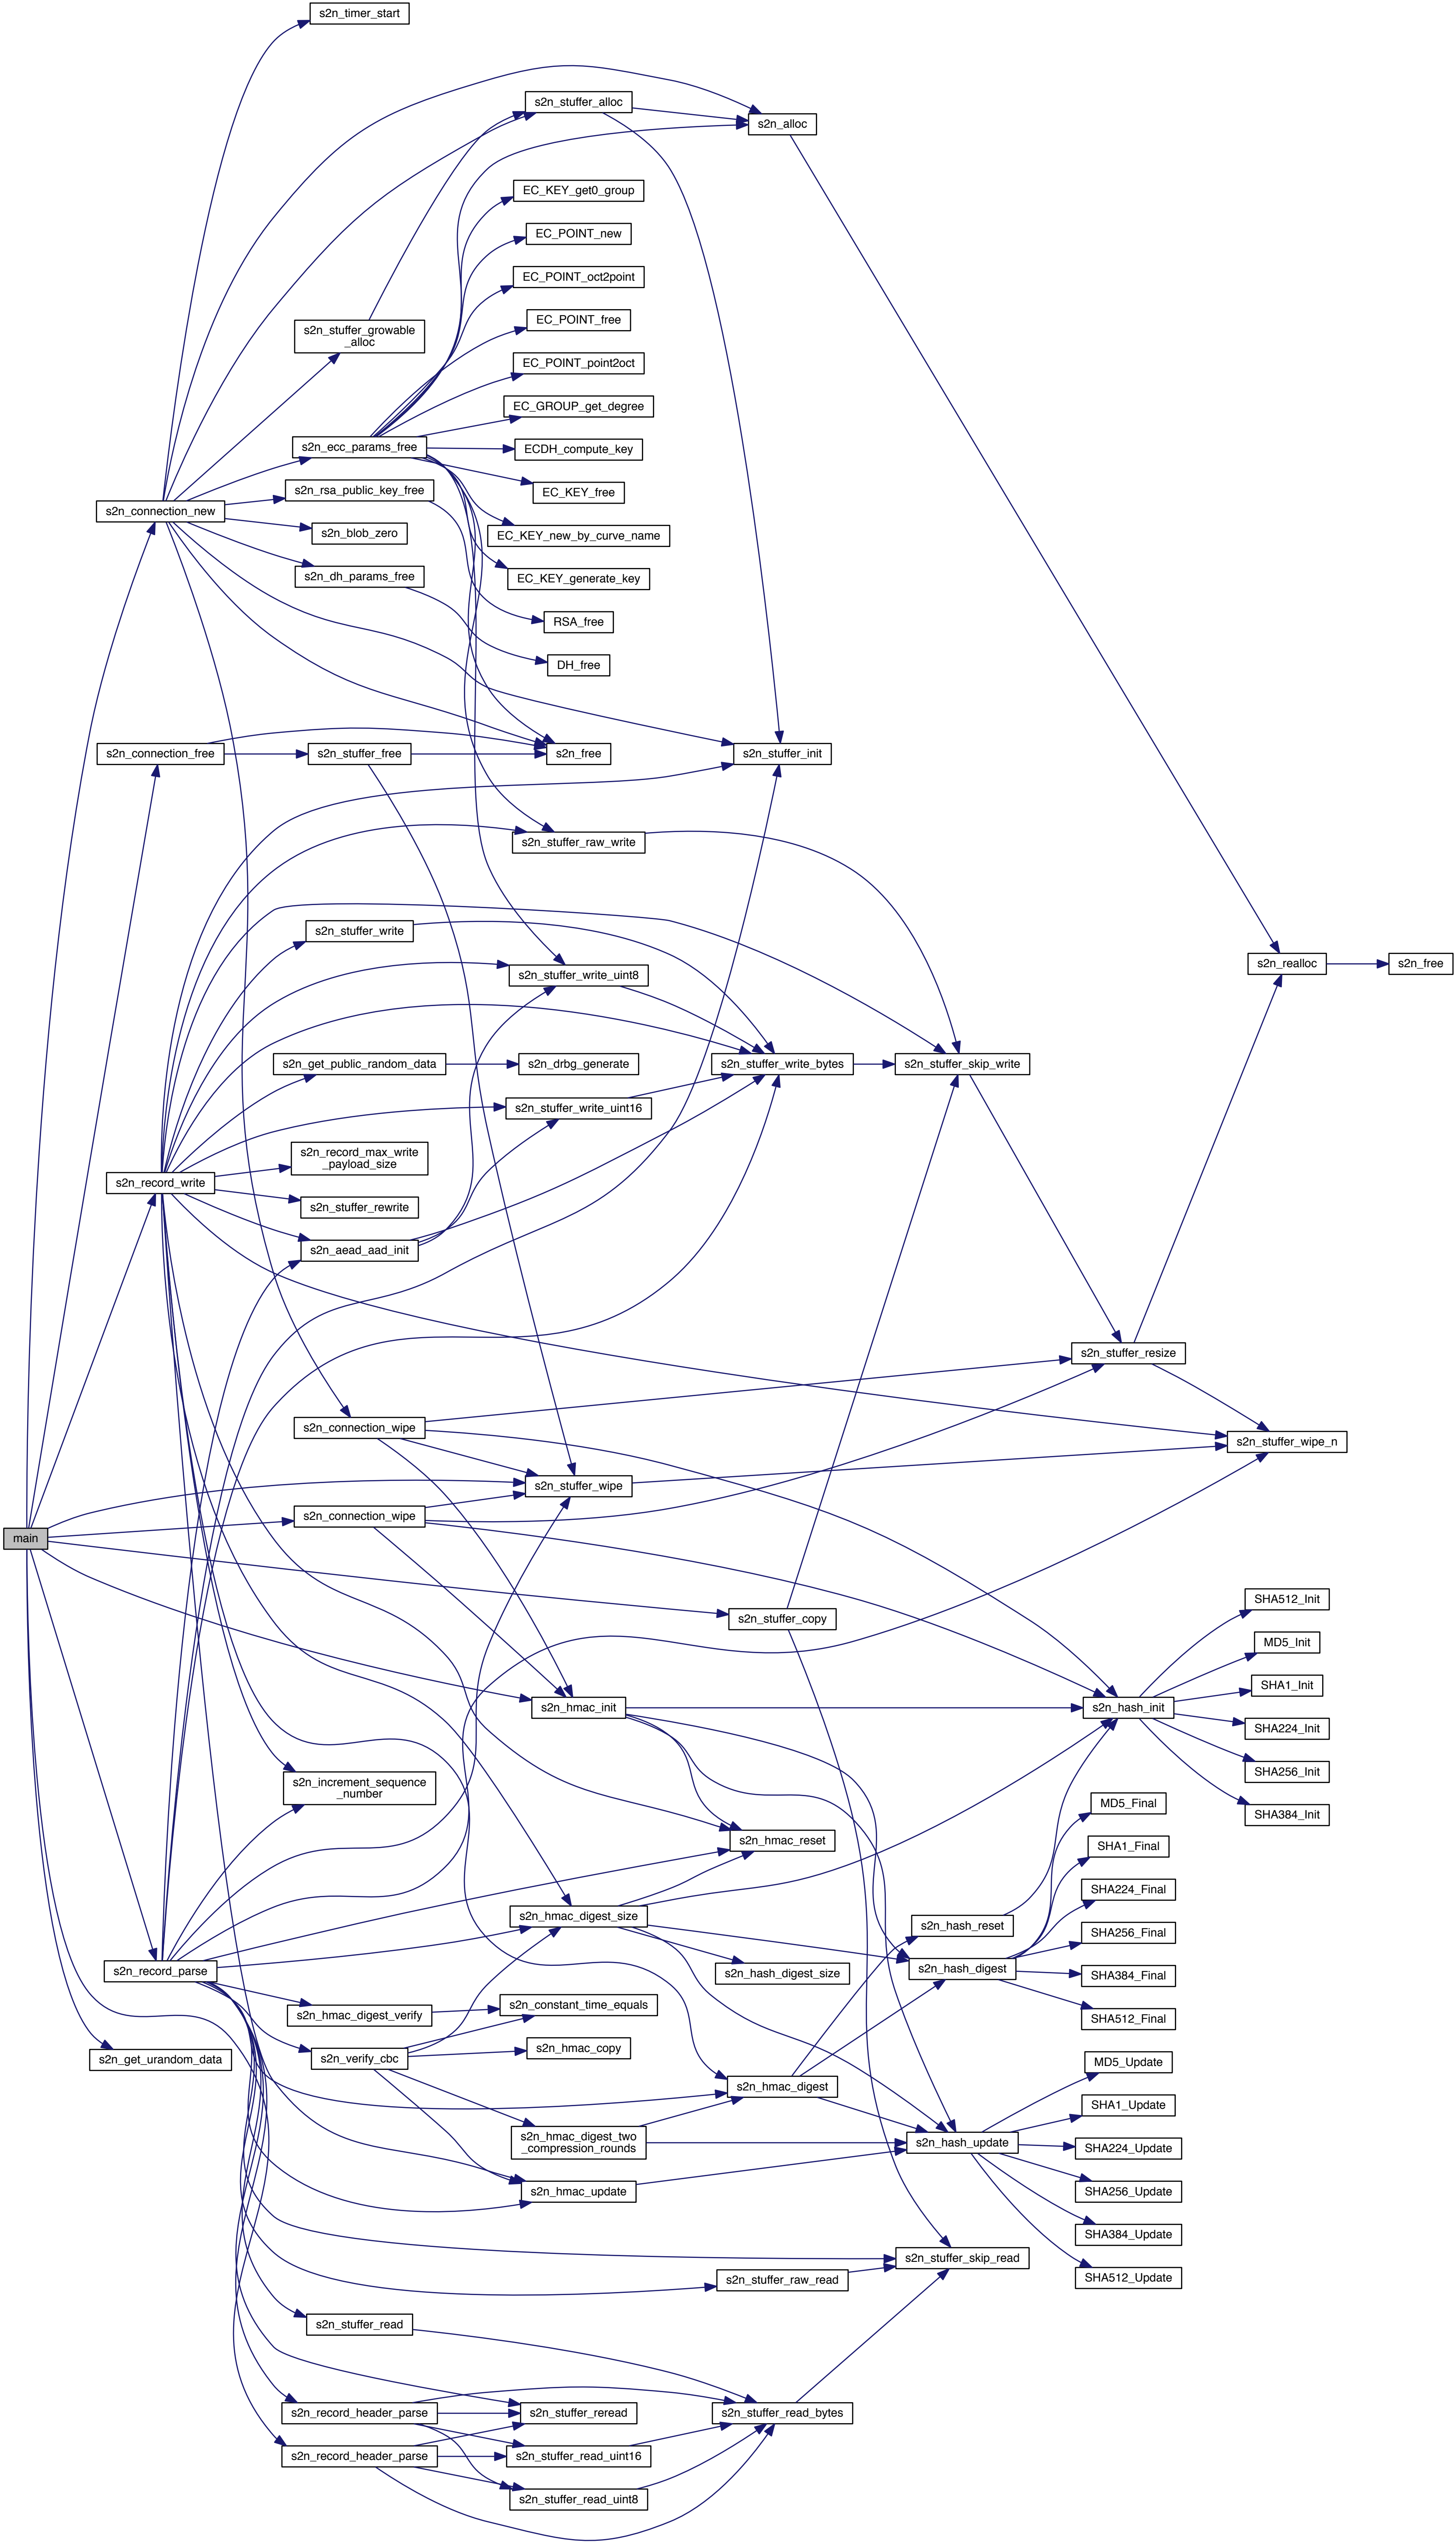 s2n_timer_start
s2n_stuffer_alloc
s2n_alloc
EC_KEY_get0_group
EC_POINT_new
EC_POINT_oct2point
EC_POINT_free
s2n_stuffer_growable
_alloc
EC_POINT_point2oct
EC_GROUP_get_degree
s2n_ecc_params_free
ECDH_compute_key
s2n_rsa_public_key_free
EC_KEY_free
s2n_connection_new
s2n_blob_zero
EC_KEY_new_by_curve_name
s2n_dh_params_free
EC_KEY_generate_key
RSA_free
DH_free
s2n_connection_free
s2n_stuffer_free
s2n_free
s2n_stuffer_init
s2n_stuffer_raw_write
s2n_stuffer_write
s2n_stuffer_write_uint8
s2n_realloc
s2n_free
s2n_get_public_random_data
s2n_drbg_generate
s2n_stuffer_write_bytes
s2n_stuffer_skip_write
s2n_stuffer_write_uint16
s2n_record_max_write
_payload_size
s2n_record_write
s2n_stuffer_rewrite
s2n_aead_aad_init
s2n_stuffer_resize
s2n_connection_wipe
s2n_stuffer_wipe_n
s2n_stuffer_wipe
s2n_connection_wipe
main
s2n_stuffer_copy
SHA512_Init
MD5_Init
SHA1_Init
s2n_hmac_init
s2n_hash_init
SHA224_Init
SHA256_Init
s2n_increment_sequence
_number
MD5_Final
SHA384_Init
s2n_hmac_reset
SHA1_Final
SHA224_Final
s2n_hmac_digest_size
s2n_hash_reset
SHA256_Final
s2n_record_parse
s2n_hash_digest_size
s2n_hash_digest
SHA384_Final
s2n_hmac_digest_verify
s2n_constant_time_equals
SHA512_Final
s2n_get_urandom_data
s2n_verify_cbc
s2n_hmac_copy
MD5_Update
s2n_hmac_digest
SHA1_Update
s2n_hmac_digest_two
_compression_rounds
s2n_hash_update
SHA224_Update
s2n_hmac_update
SHA256_Update
SHA384_Update
s2n_stuffer_skip_read
s2n_stuffer_raw_read
SHA512_Update
s2n_stuffer_read
s2n_record_header_parse
s2n_stuffer_reread
s2n_stuffer_read_bytes
s2n_record_header_parse
s2n_stuffer_read_uint16
s2n_stuffer_read_uint8